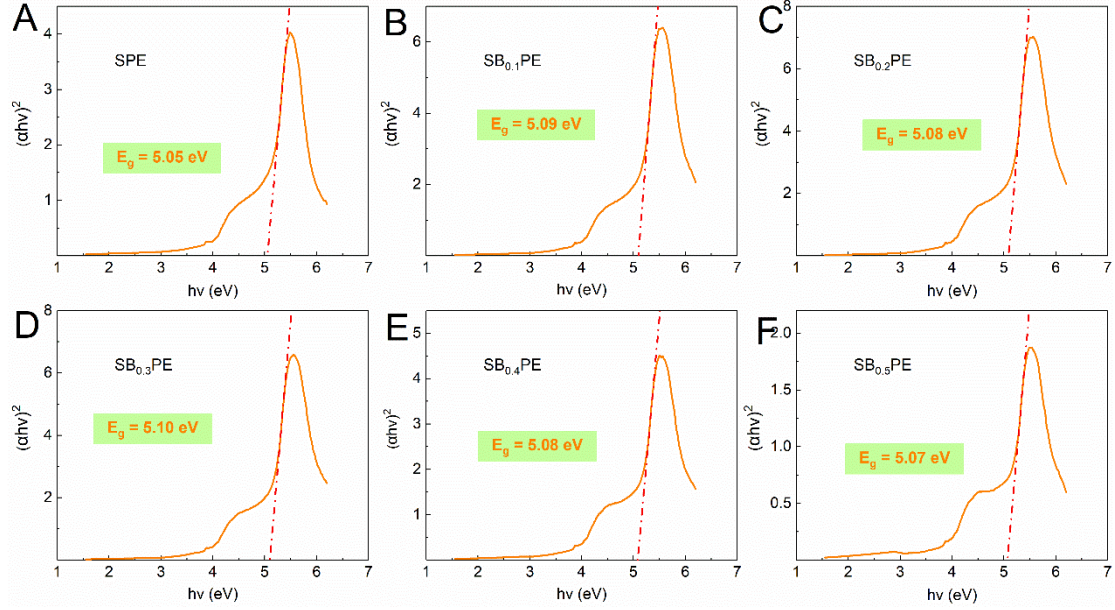 A
SPE
E_g = 5.05 eV
(αhν)²
4
3
2
1
1 2 3 4 5 6 7
hν (eV)
B
SB₀.₁PE
E_g = 5.09 eV
(αhν)²
6
4
2
1 2 3 4 5 6 7
hν (eV)
C
SB₀.₂PE
E_g = 5.08 eV
(αhν)²
8
6
4
2
1 2 3 4 5 6 7
hν (eV)
D
SB₀.₃PE
E_g = 5.10 eV
(αhν)²
8
6
4
2
1 2 3 4 5 6 7
hν (eV)
E
SB₀.₄PE
E_g = 5.08 eV
(αhν)²
5
4
3
2
1
1 2 3 4 5 6 7
hν (eV)
F
SB₀.₅PE
E_g = 5.07 eV
(αhν)²
2.0
1.5
1.0
0.5
1 2 3 4 5 6 7
hν (eV)